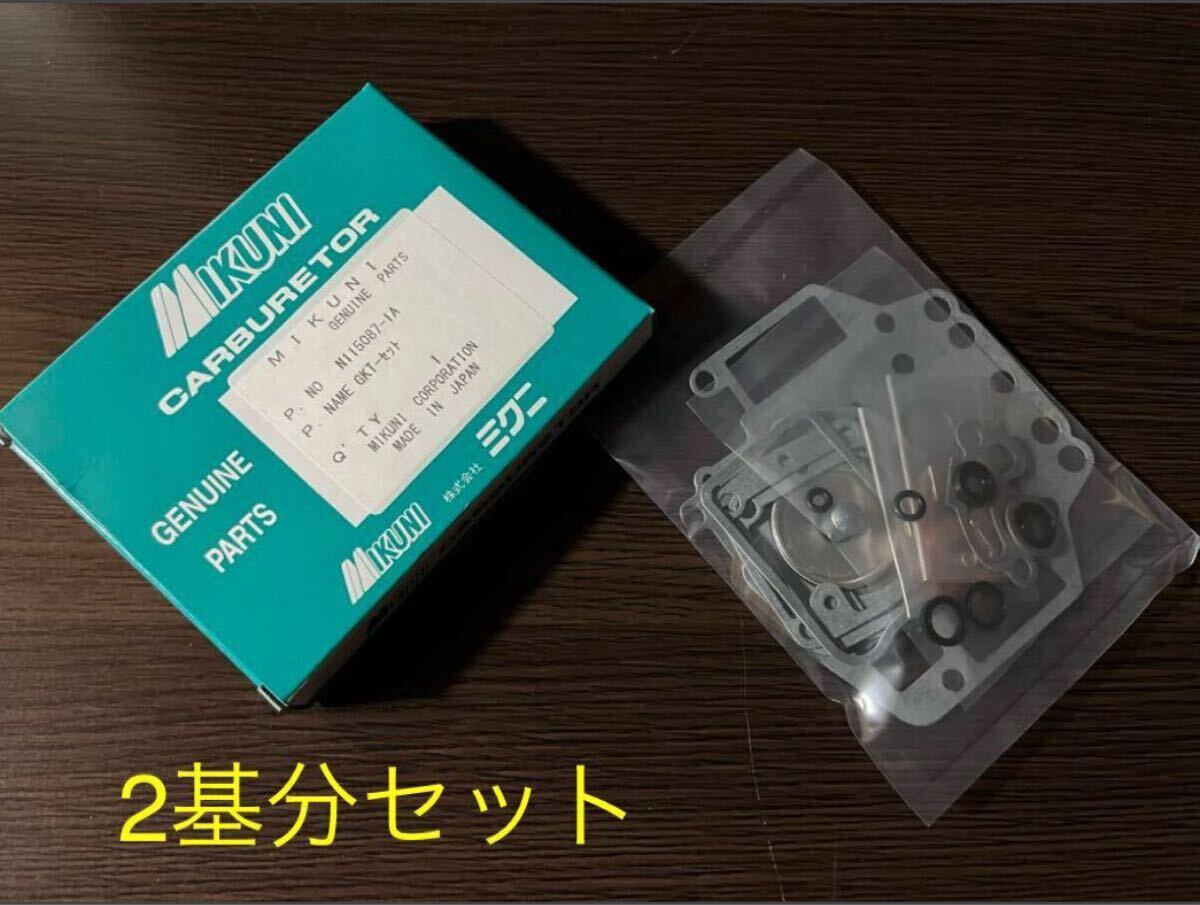 MIKUNI
CARBURETOR
GENUINE
PARTS
MIKUNI
GENUINE PARTS
P. NO N115087-1A
P. NAME GKT-セット
Q'TY 1
MIKUNI CORPORATION
MADE IN JAPAN
MIKUNI
株式会社 ミクニ
2基分セット